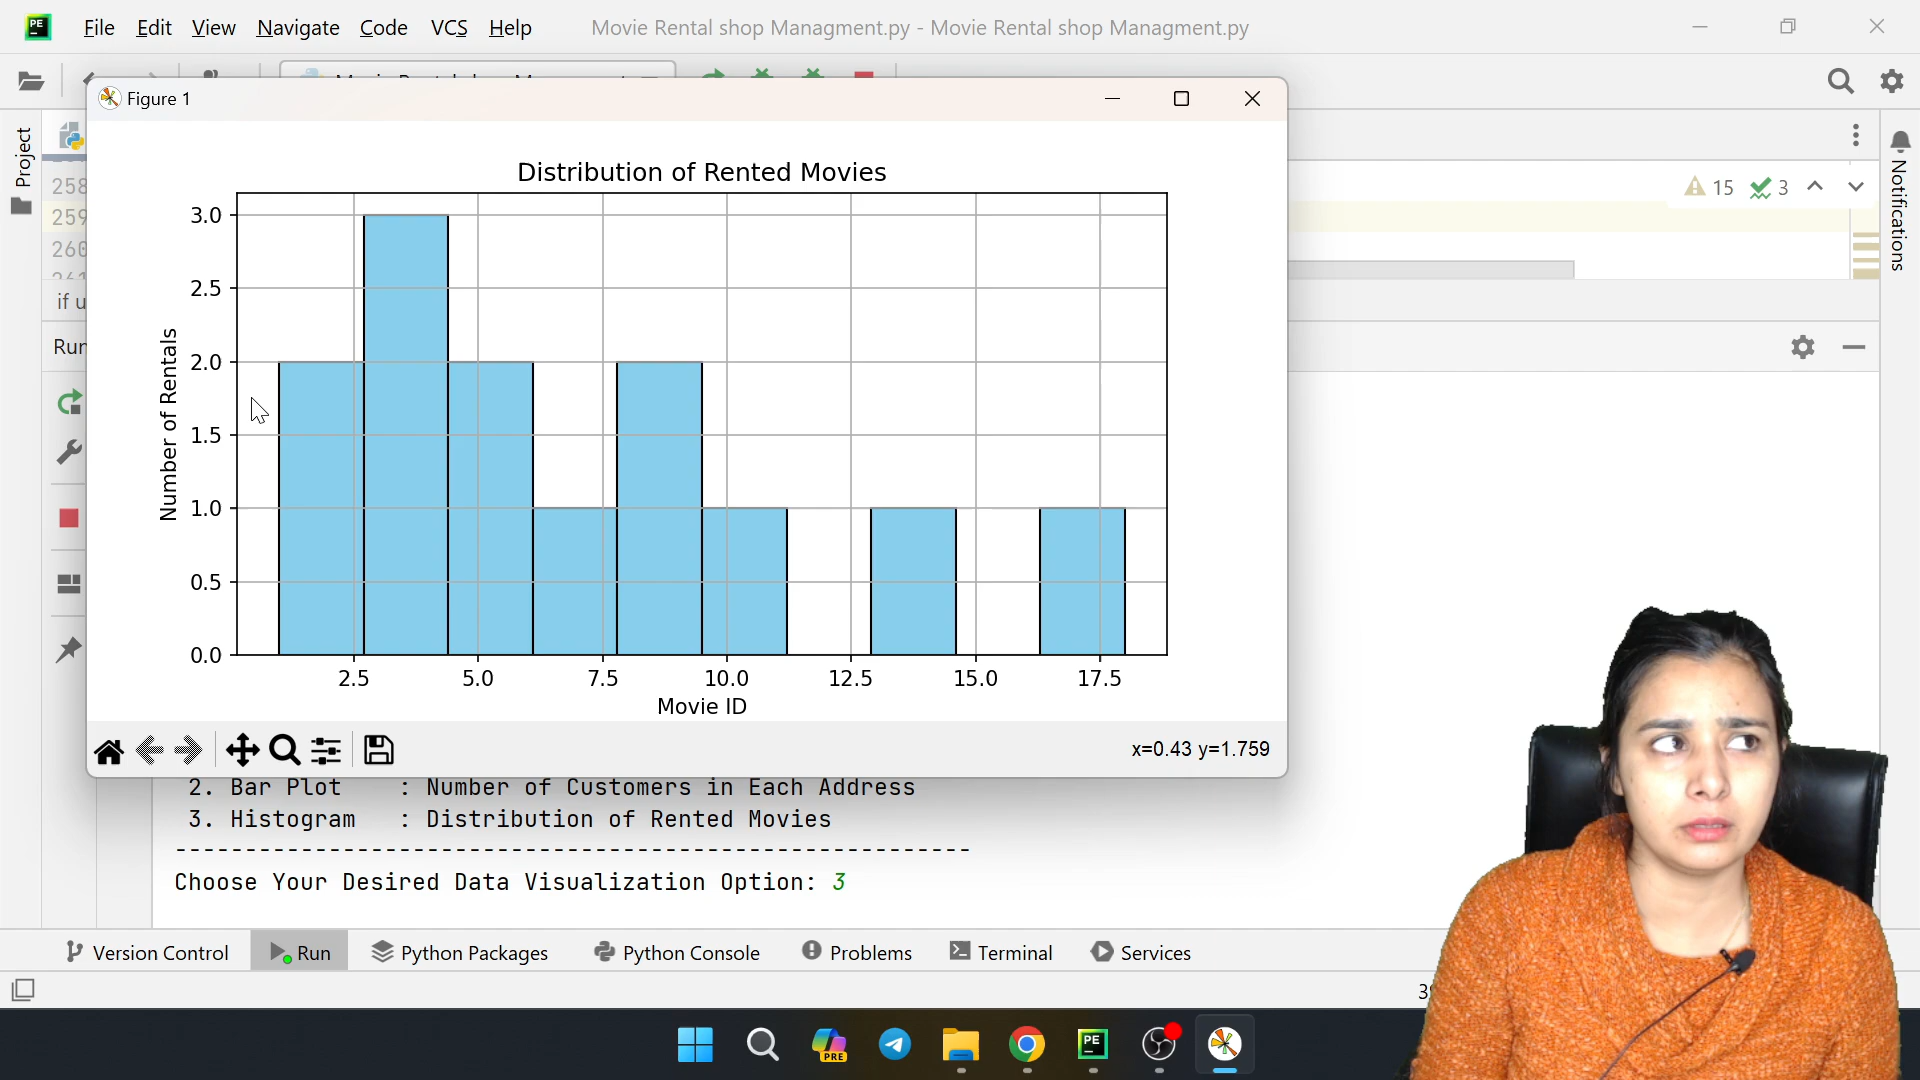 File Edit View Navigate Code VCS Help Movie Rental shop Managment.py - Movie Rental shop Managment.py
Figure 1
Project
258
259
260
15 3
Notifications
if u
Run
Distribution of Rented Movies
3.0
2.5
2.0
1.5
1.0
0.5
0.0
Number of Rentals
2.5 5.0 7.5 10.0 12.5 15.0 17.5
Movie ID
x=0.43 y=1.759
2. Bar Plot : Number of Customers in Each Address
3. Histogram : Distribution of Rented Movies
---------------------------------------------------------
Choose Your Desired Data Visualization Option: 3
Version Control Run Python Packages Python Console Problems Terminal Services
PRE
PE